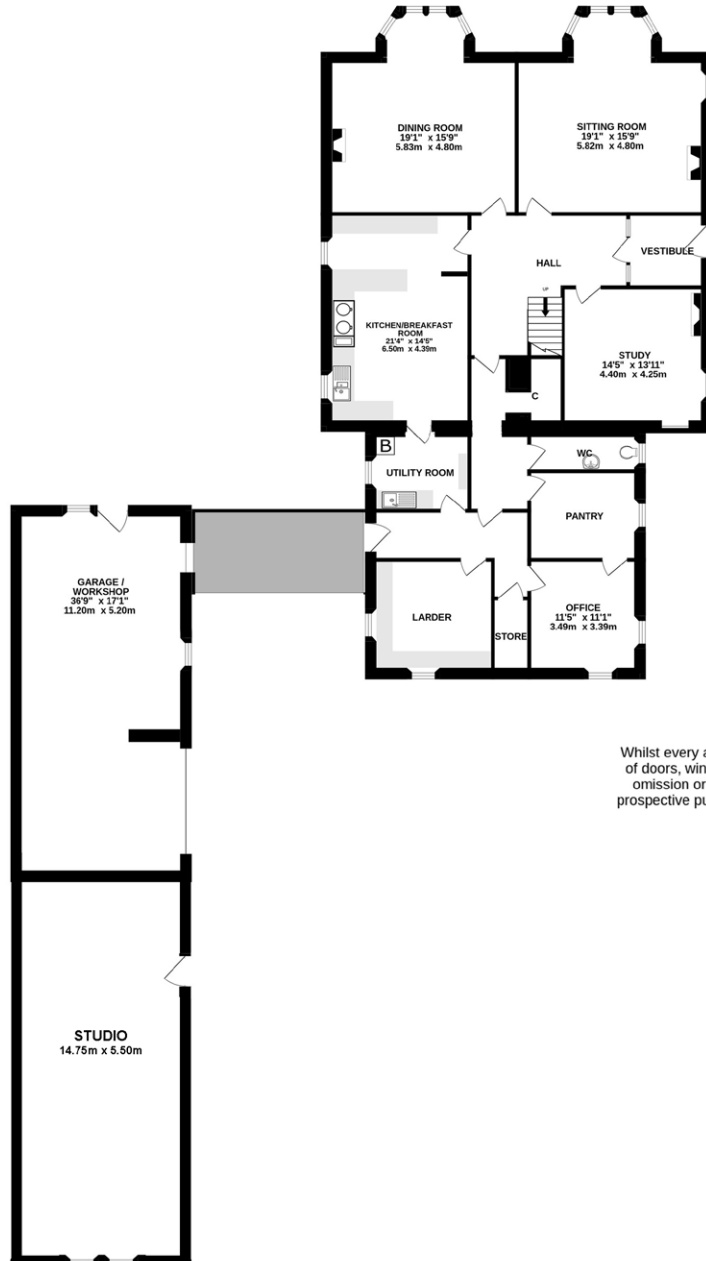 DINING ROOM
19'1" x 15'9"
5.83m x 4.80m
SITTING ROOM
19'1" x 15'9"
5.82m x 4.80m
HALL
VESTIBULE
UP
KITCHEN/BREAKFAST
ROOM
21'4" x 14'5"
6.50m x 4.39m
STUDY
14'5" x 13'11"
4.40m x 4.25m
C
B
UTILITY ROOM
WC
PANTRY
GARAGE /
WORKSHOP
36'9" x 17'1"
11.20m x 5.20m
LARDER
STORE
OFFICE
11'5" x 11'1"
3.49m x 3.39m
Whilst every a
of doors, win
omission or
prospective pu
STUDIO
14.75m x 5.50m